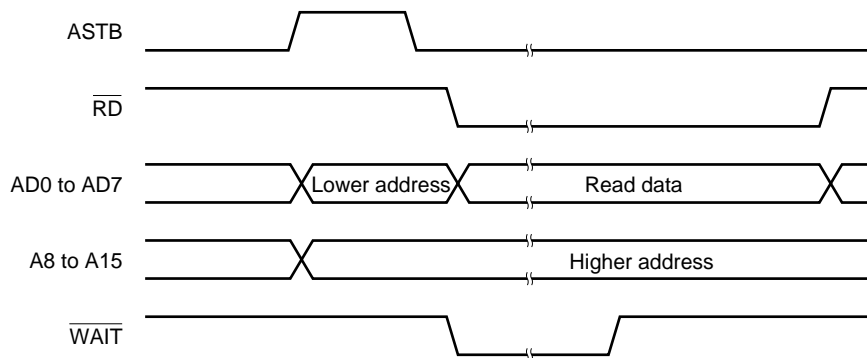 ASTB
RD
AD0 to AD7
Lower address
Read data
A8 to A15
Higher address
WAIT